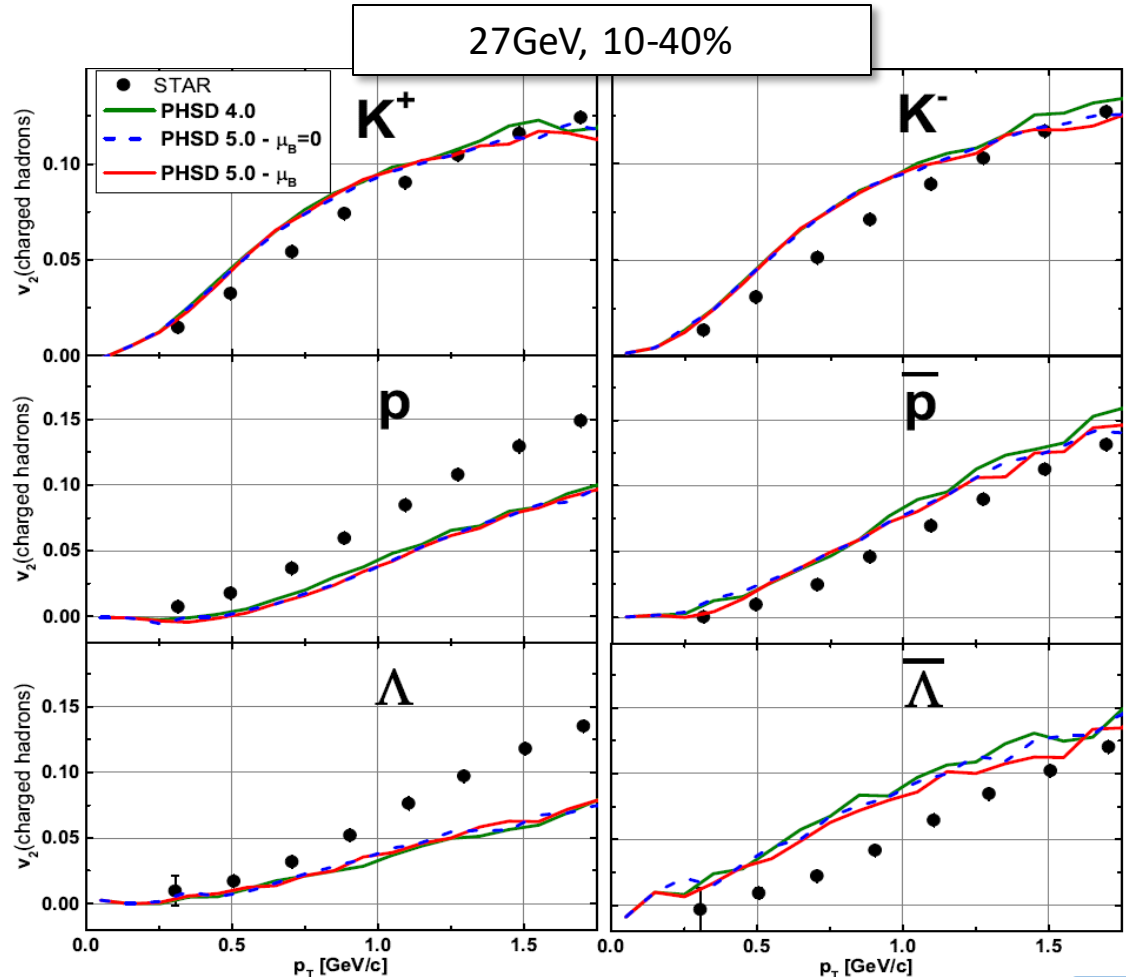 27GeV, 10-40%
STAR
PHSD 4.0
PHSD 5.0 - μB=0
PHSD 5.0 - μB
K+
K-
0.10
0.05
0.00
v2(charged hadrons)
p
p̅
0.15
0.10
0.05
0.00
v2(charged hadrons)
Λ
Λ̅
0.15
0.10
0.05
0.00
v2(charged hadrons)
0.0 0.5 1.0 1.5
0.0 0.5 1.0 1.5
pT [GeV/c]
pT [GeV/c]